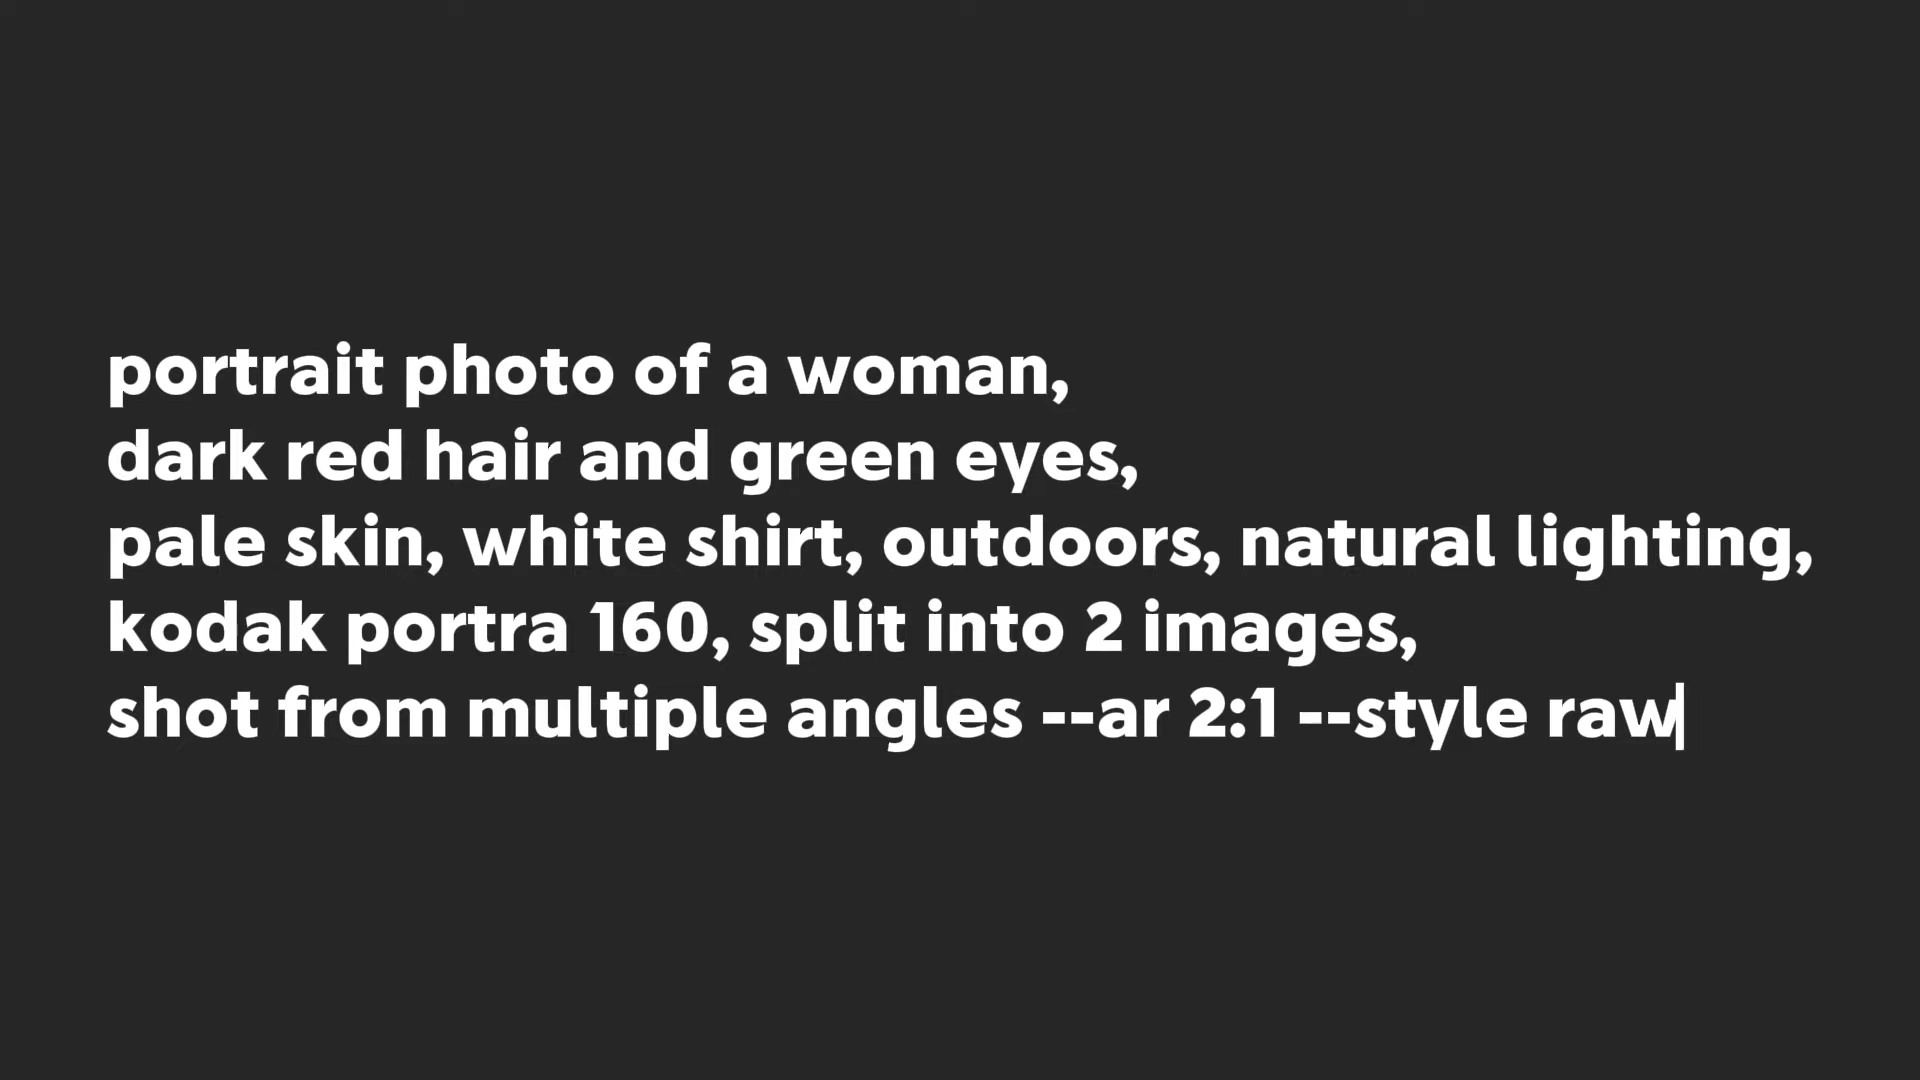 portrait photo of a woman,
dark red hair and green eyes,
pale skin, white shirt, outdoors, natural lighting,
kodak portra 160, split into 2 images,
shot from multiple angles --ar 2:1 --style raw